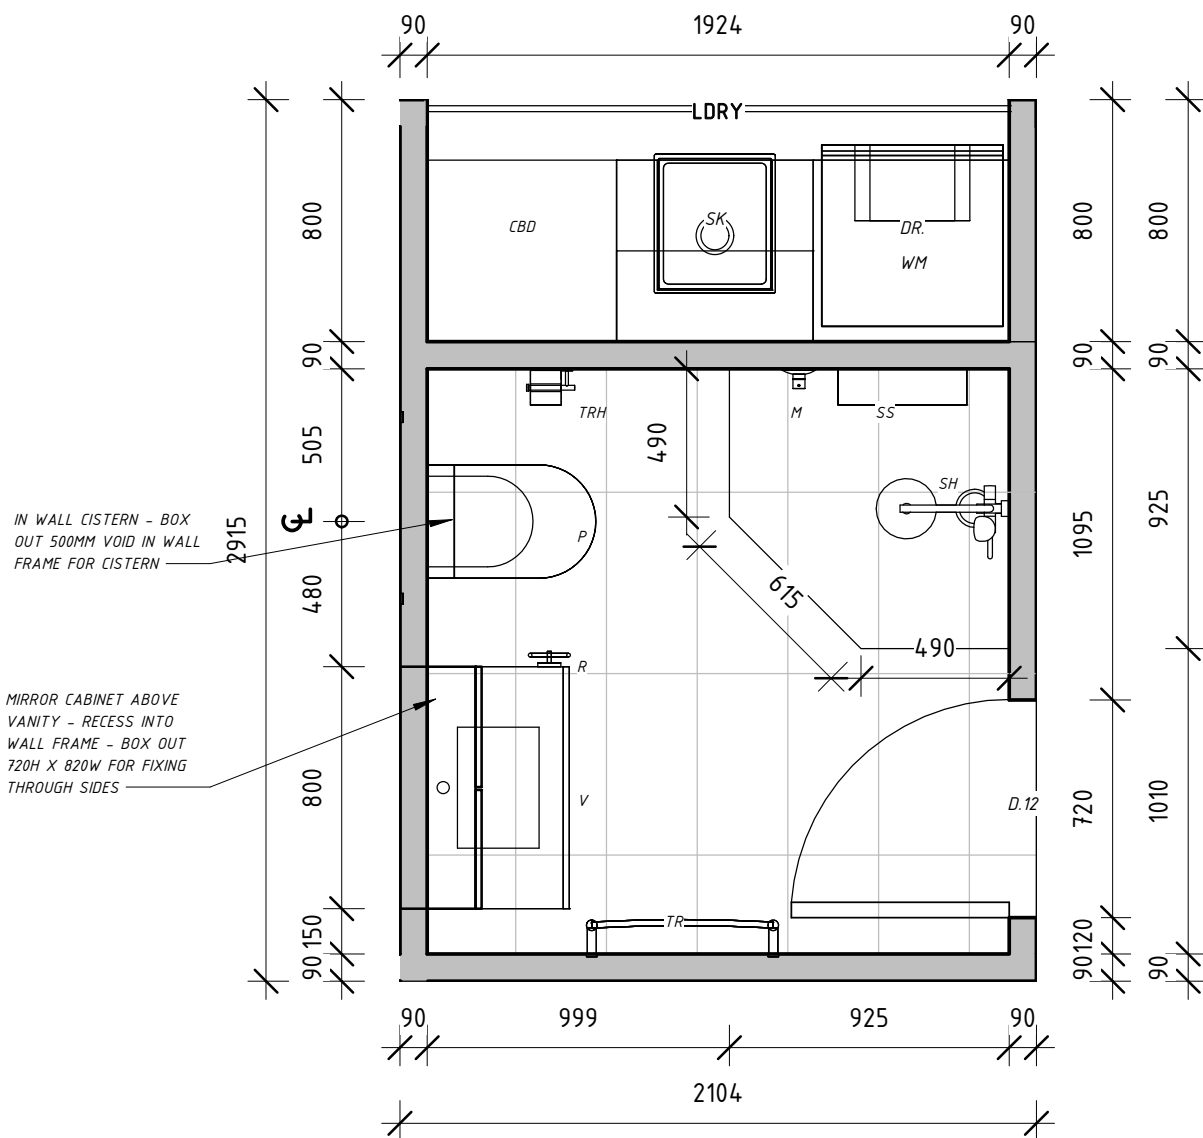 90
1924
90
LDRY
CBD
SK
DR.
WM
800
800
800
90
90
90
TRH
M
SS
490
505
SH
925
IN WALL CISTERN - BOX
OUT 500MM VOID IN WALL
FRAME FOR CISTERN
2915
CL
P
1095
480
615
490
R
MIRROR CABINET ABOVE
VANITY - RECESS INTO
WALL FRAME - BOX OUT
720H X 820W FOR FIXING
THROUGH SIDES
800
V
D.12
720
1010
150
TR
120
90
90
90
90
999
925
90
2104